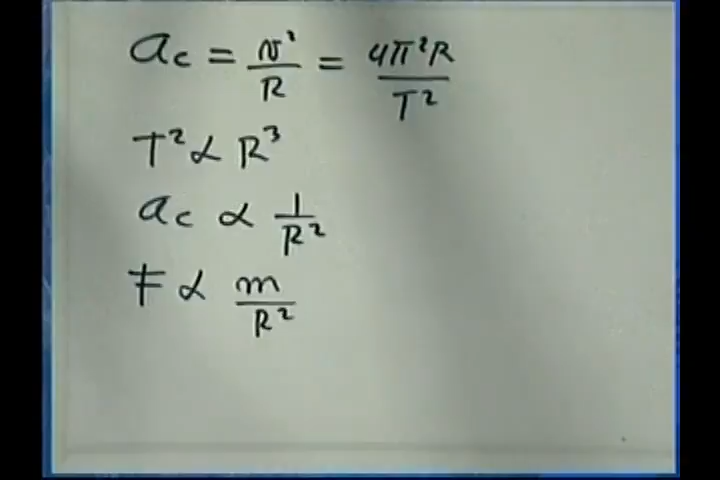 ac = v²/R = 4π²R/T²
T² ∝ R³
ac ∝ 1/R²
F ∝ m/R²